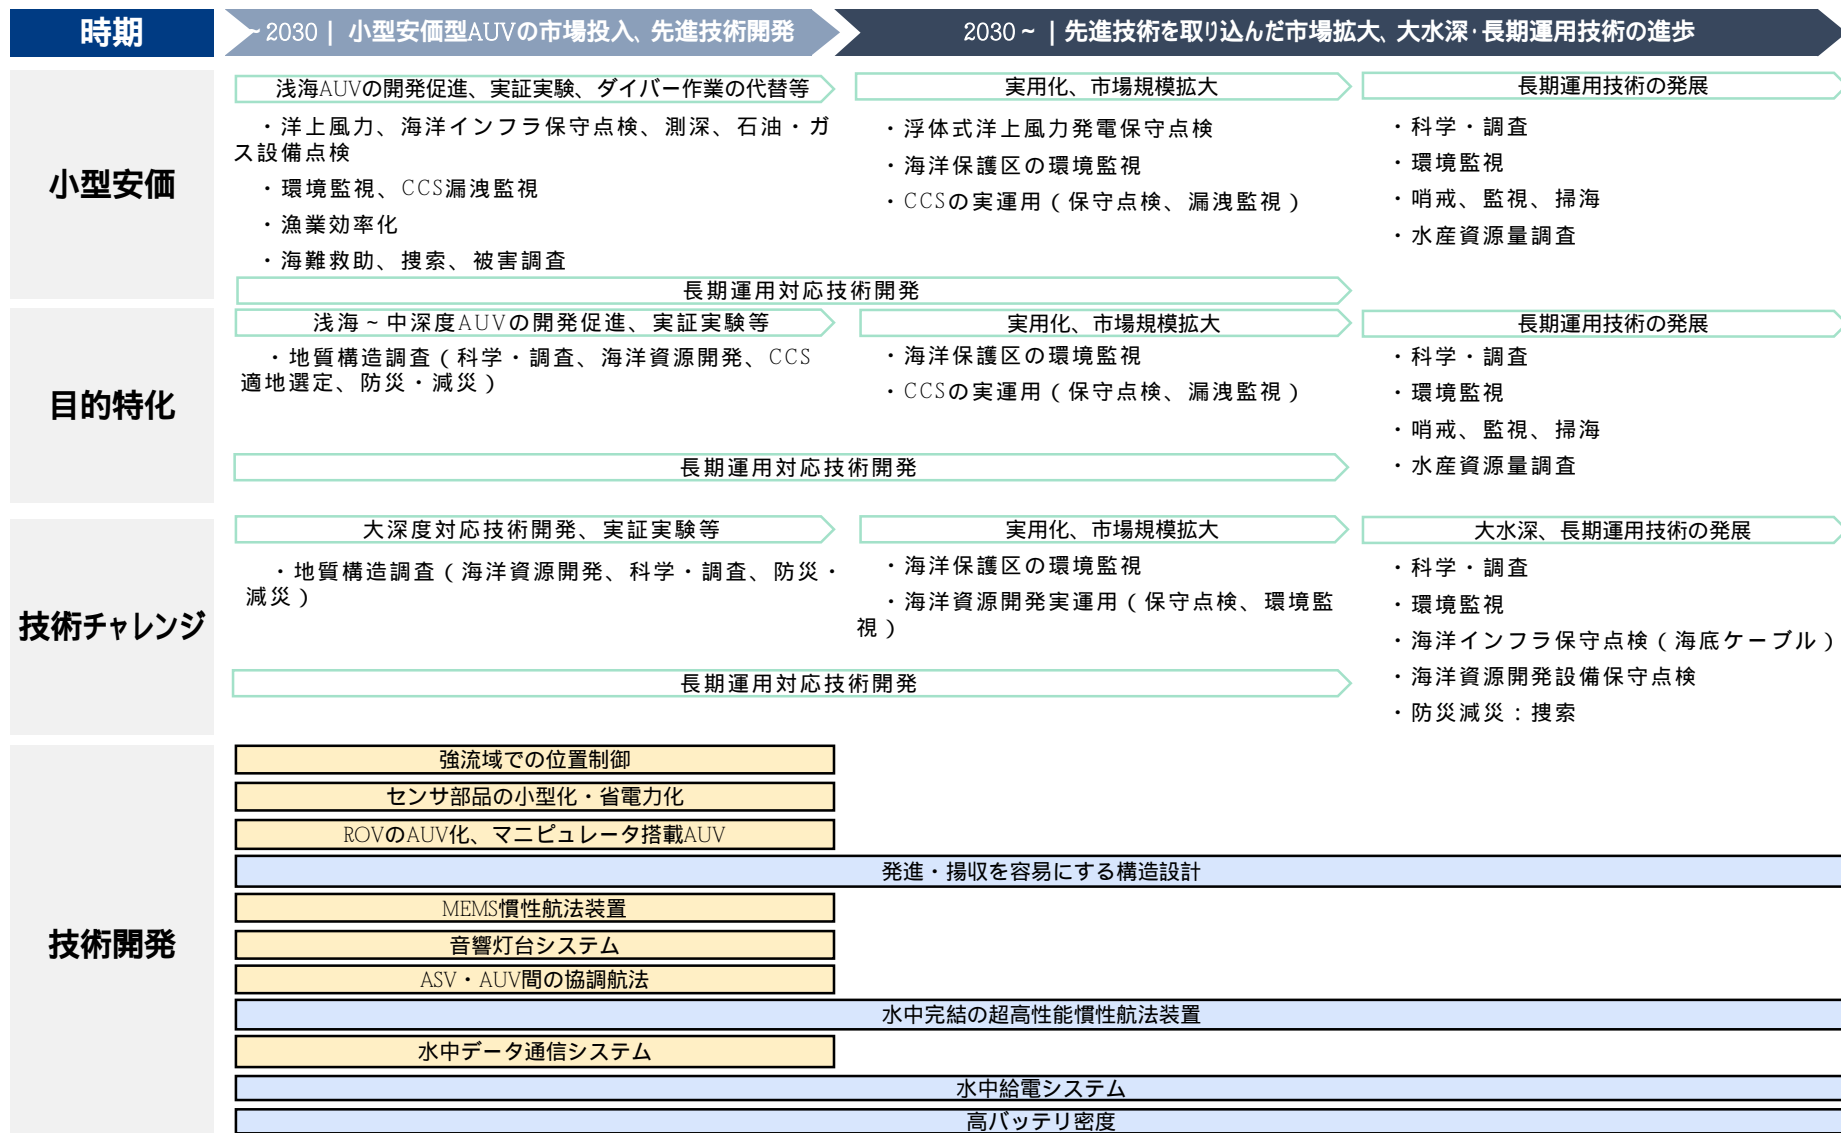 時期
~2030 | 小型安価型AUVの市場投入、先進技術開発
2030~ | 先進技術を取り込んだ市場拡大、大水深・長期運用技術の進歩
小型安価
浅海AUVの開発促進、実証実験、ダイバー作業の代替等
・洋上風力、海洋インフラ保守点検、測深、石油・ガ
ス設備点検
・環境監視、CCS漏洩監視
・漁業効率化
・海難救助、捜索、被害調査
実用化、市場規模拡大
・浮体式洋上風力発電保守点検
・海洋保護区の環境監視
・CCSの実運用(保守点検、漏洩監視)
長期運用技術の発展
・科学・調査
・環境監視
・哨戒、監視、掃海
・水産資源量調査
長期運用対応技術開発
目的特化
浅海~中深度AUVの開発促進、実証実験等
・地質構造調査(科学・調査、海洋資源開発、CCS
適地選定、防災・減災)
実用化、市場規模拡大
・海洋保護区の環境監視
・CCSの実運用(保守点検、漏洩監視)
長期運用技術の発展
・科学・調査
・環境監視
・哨戒、監視、掃海
・水産資源量調査
長期運用対応技術開発
技術チャレンジ
大深度対応技術開発、実証実験等
・地質構造調査(海洋資源開発、科学・調査、防災・
減災)
実用化、市場規模拡大
・海洋保護区の環境監視
・海洋資源開発実運用(保守点検、環境監
視)
大水深、長期運用技術の発展
・科学・調査
・環境監視
・海洋インフラ保守点検(海底ケーブル)
・海洋資源開発設備保守点検
・防災減災:捜索
長期運用対応技術開発
技術開発
強流域での位置制御
センサ部品の小型化・省電力化
ROVのAUV化、マニピュレータ搭載AUV
発進・揚収を容易にする構造設計
MEMS慣性航法装置
音響灯台システム
ASV・AUV間の協調航法
水中完結の超高性能慣性航法装置
水中データ通信システム
水中給電システム
高バッテリ密度